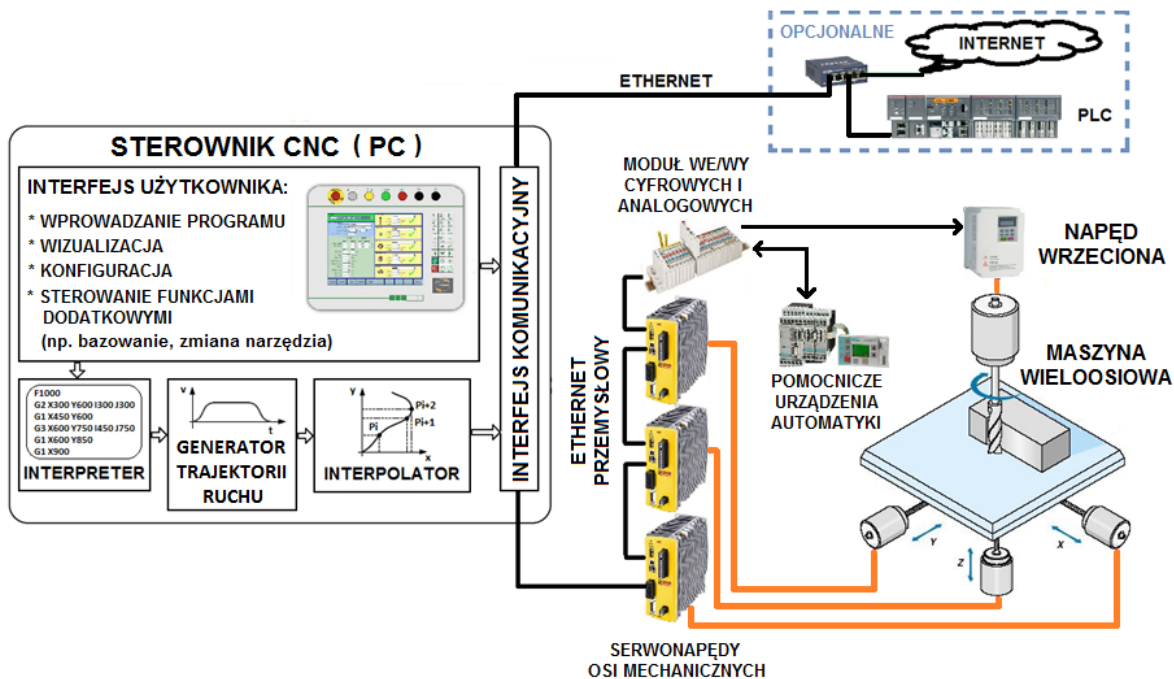 OPCJONALNE
INTERNET
ETHERNET
PLC
STEROWNIK CNC ( PC )
INTERFEJS UŻYTKOWNIKA:
* WPROWADZANIE PROGRAMU
* WIZUALIZACJA
* KONFIGURACJA
* STEROWANIE FUNKCJAMI
DODATKOWYMI
(np. bazowanie, zmiana narzędzia)
F1000
G2 X300 Y600 I300 J300
G1 X450 Y600
G3 X600 Y750 I450 J750
G1 X600 Y850
G1 X900
INTERPRETER
v
t
GENERATOR
TRAJEKTORII
RUCHU
y
Pi+2
Pi+1
Pi
x
INTERPOLATOR
INTERFEJS KOMUNIKACYJNY
MODUŁ WE/WY
CYFROWYCH I
ANALOGOWYCH
ETHERNET
PRZEMYSŁOWY
NAPĘD
WRZECIONA
POMOCNICZE
URZĄDZENIA
AUTOMATYKI
MASZYNA
WIELOOSIOWA
Y
Z
X
SERWONAPĘDY
OSI MECHANICZNYCH